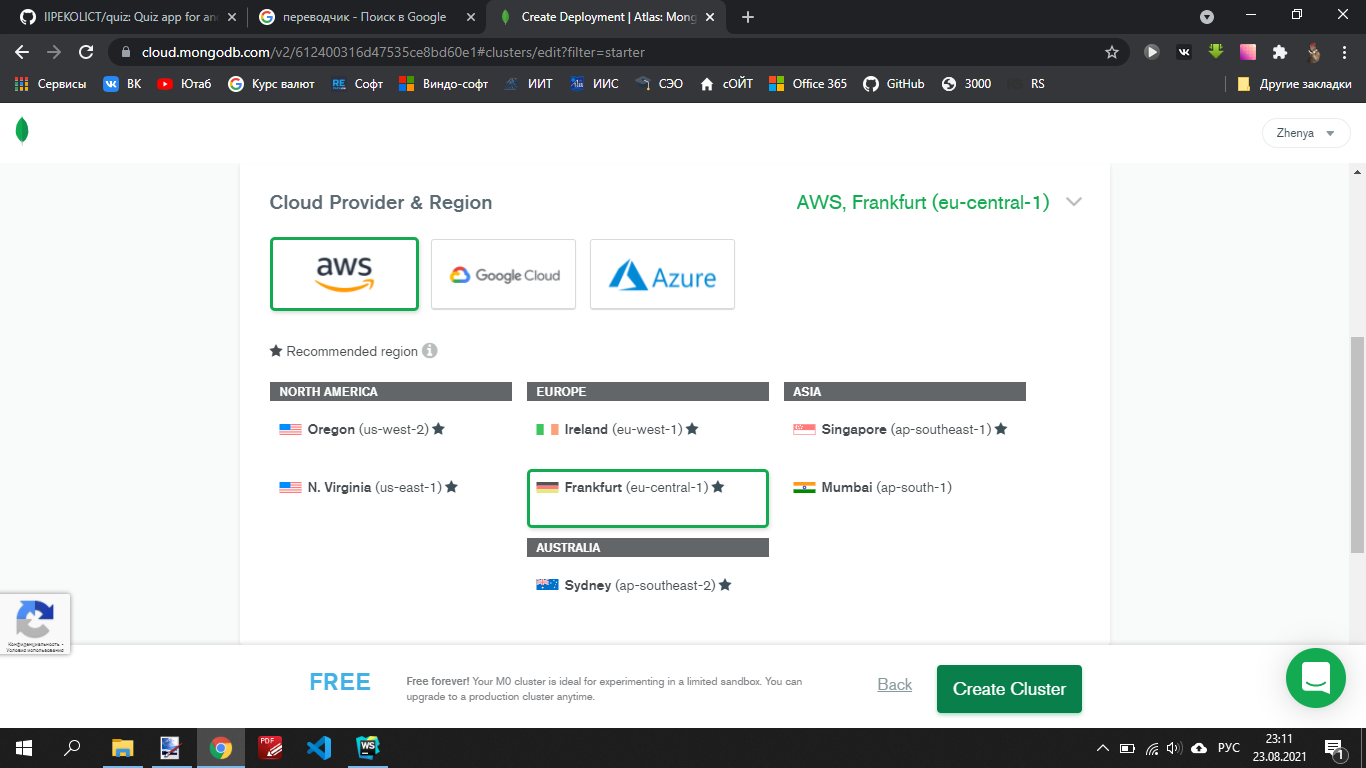 IIPEKOLICT/quiz: Quiz app for an
переводчик - Поиск в Google
Create Deployment | Atlas: Mong
cloud.mongodb.com/v2/612400316d47535ce8bd60e1#clusters/edit?filter=starter
Сервисы
ВК
Ютаб
Курс валют
RE
Софт
Виндо-софт
ИИТ
ИИС
СЭО
сОЙТ
Office 365
GitHub
3000
RS
Другие закладки
Zhenya
Cloud Provider & Region
AWS, Frankfurt (eu-central-1)
aws
Google Cloud
Azure
Recommended region
NORTH AMERICA
EUROPE
ASIA
Oregon (us-west-2)
Ireland (eu-west-1)
Singapore (ap-southeast-1)
N. Virginia (us-east-1)
Frankfurt (eu-central-1)
Mumbai (ap-south-1)
AUSTRALIA
Sydney (ap-southeast-2)
Конфиденциальность -
Условия использования
FREE
Free forever! Your M0 cluster is ideal for experimenting in a limited sandbox. You can
upgrade to a production cluster anytime.
Back
Create Cluster
PDF
WS
РУС
23:11
23.08.2021
1